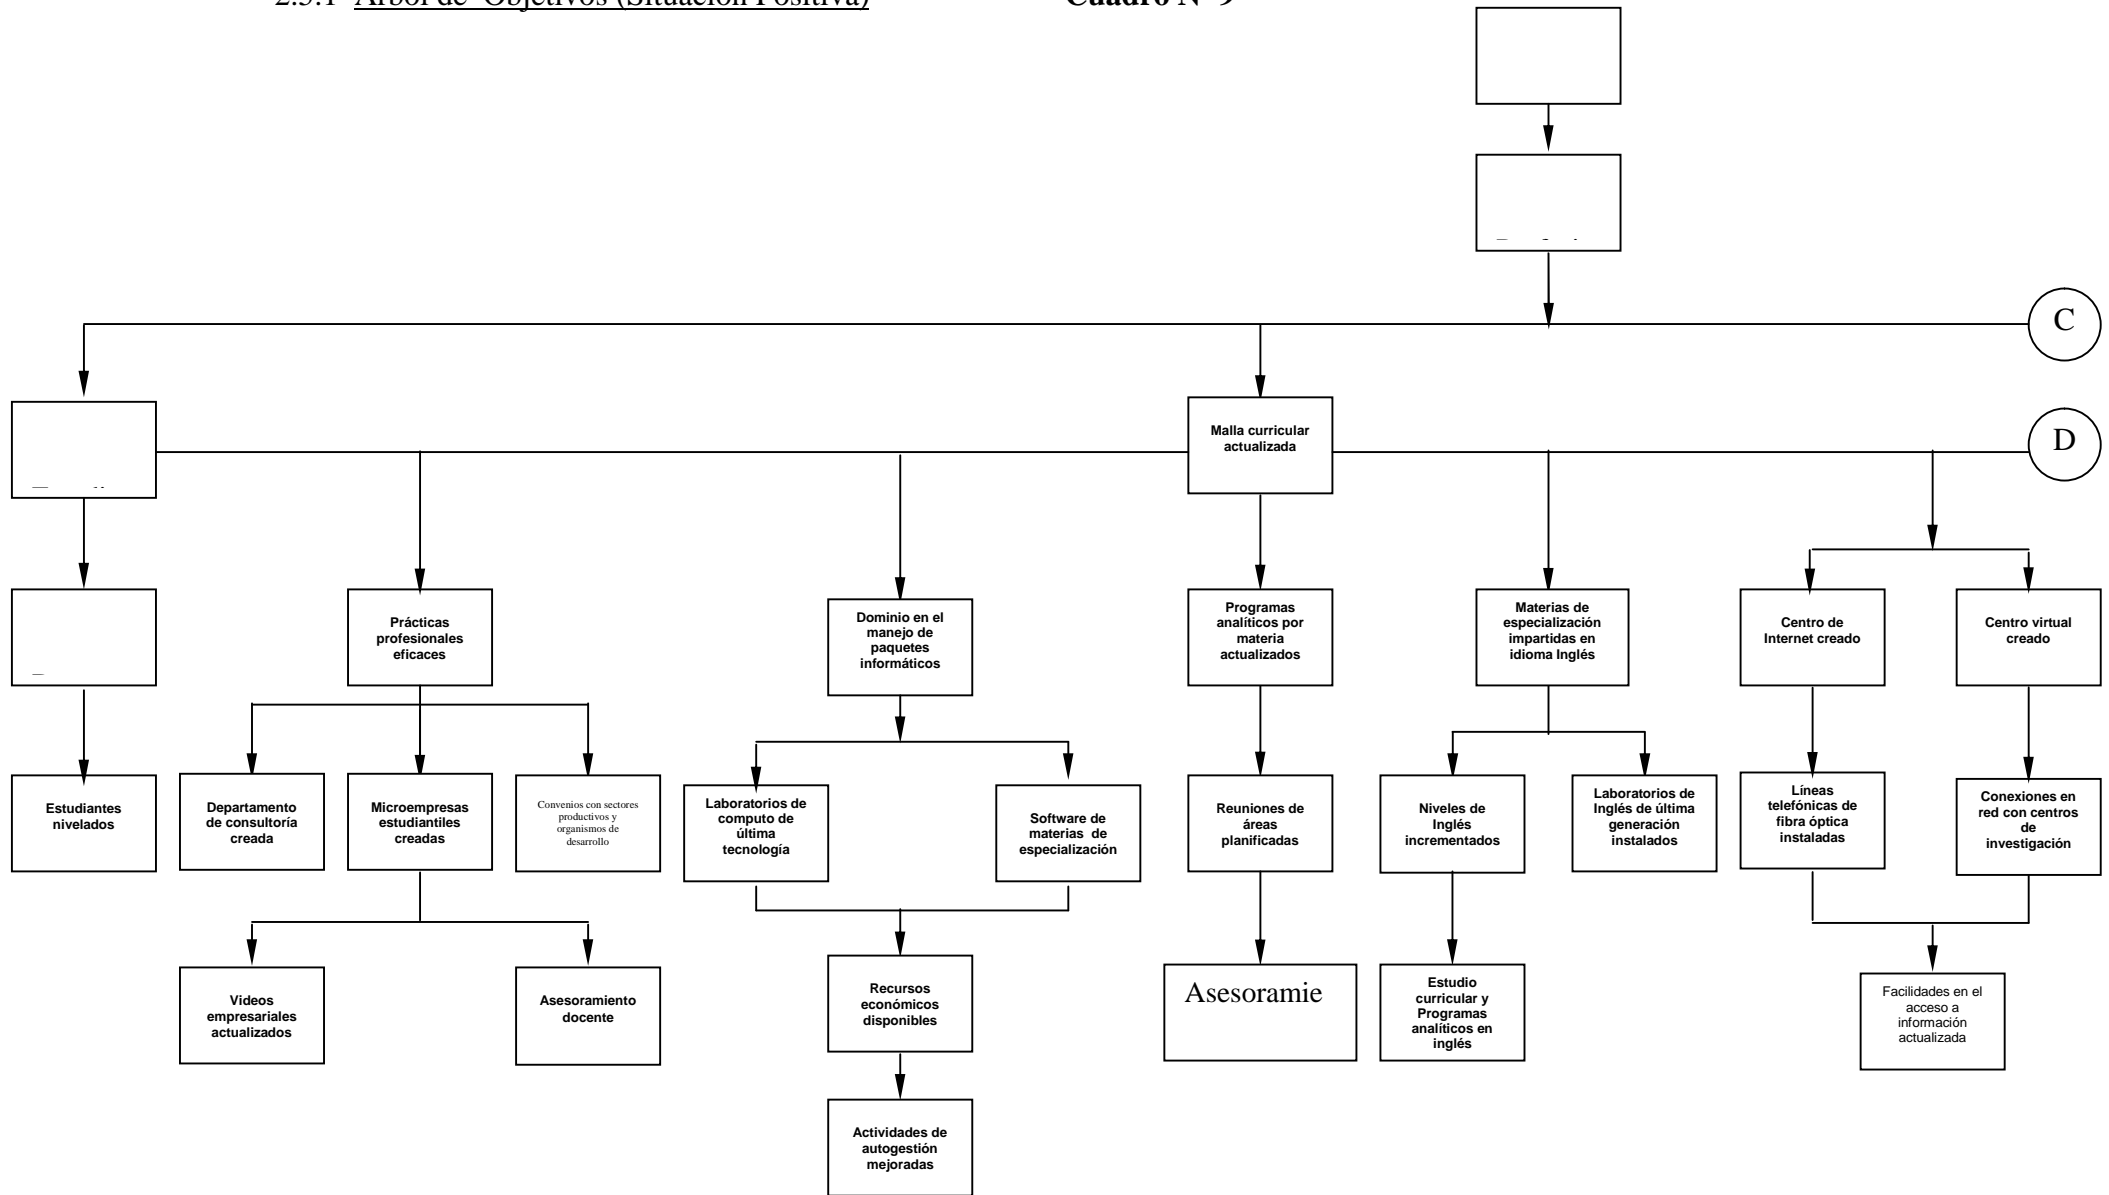 2.3.1 Árbol de Objetivos (Situación Positiva)
Cuadro Nº 9
C
Malla curricular
actualizada
D
Prácticas
profesionales
eficaces
Dominio en el
manejo de
paquetes
informáticos
Programas
analíticos por
materia
actualizados
Materias de
especialización
impartidas en
idioma Inglés
Centro de
Internet creado
Centro virtual
creado
Estudiantes
nivelados
Departamento
de consultoría
creada
Microempresas
estudiantiles
creadas
Convenios con sectores
productivos y
organismos de
desarrollo
Laboratorios de
computo de
última
tecnología
Software de
materias de
especialización
Reuniones de
áreas
planificadas
Niveles de
Inglés
incrementados
Laboratorios de
Inglés de última
generación
instalados
Líneas
telefónicas de
fibra óptica
instaladas
Conexiones en
red con centros
de
investigación
Videos
empresariales
actualizados
Asesoramiento
docente
Recursos
económicos
disponibles
Asesoramie
Estudio
curricular y
Programas
analíticos en
inglés
Facilidades en el
acceso a
información
actualizada
Actividades de
autogestión
mejoradas